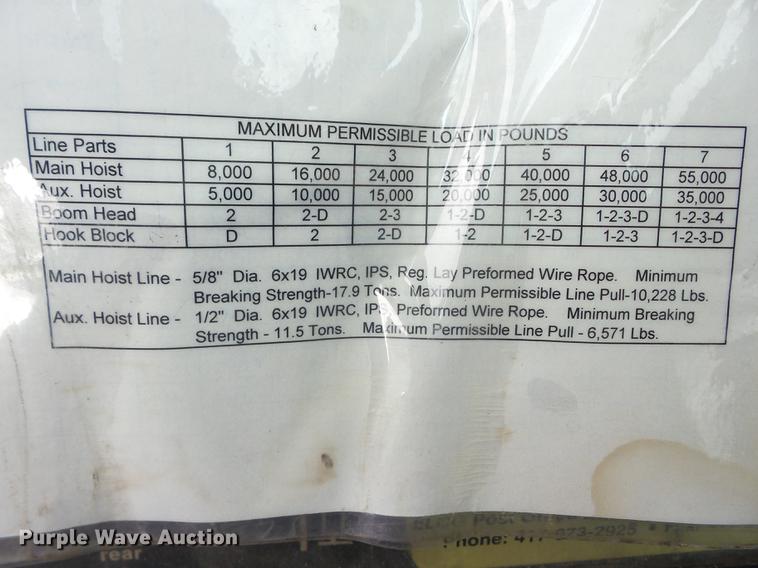 MAXIMUM PERMISSIBLE LOAD IN POUNDS
Line Parts 1 2 3 4 5 6 7
Main Hoist 8,000 16,000 24,000 32,000 40,000 48,000 55,000
Aux. Hoist 5,000 10,000 15,000 20,000 25,000 30,000 35,000
Boom Head 2 2-D 2-3 1-2-D 1-2-3 1-2-3-D 1-2-3-4
Hook Block D 2 2-D 1-2 1-2-D 1-2-3 1-2-3-D
Main Hoist Line - 5/8" Dia. 6x19 IWRC, IPS, Reg. Lay Preformed Wire Rope. Minimum
Breaking Strength-17.9 Tons. Maximum Permissible Line Pull-10,228 Lbs.
Aux. Hoist Line - 1/2" Dia. 6x19 IWRC, IPS, Preformed Wire Rope. Minimum Breaking
Strength - 11.5 Tons. Maximum Permissible Line Pull - 6,571 Lbs.
Post
Phone:
rear
Purple Wave Auction